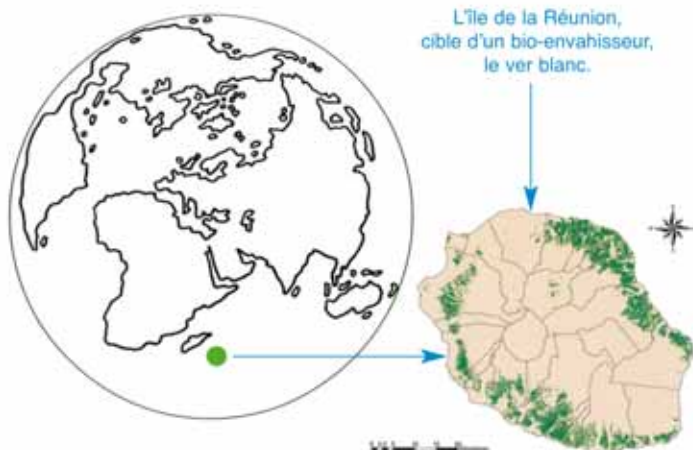 L'île de la Réunion,
cible d'un bio-envahisseur,
le ver blanc.